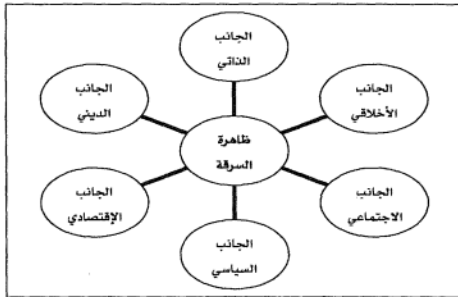 الجانب
الذاتي
الجانب
الأخلاقي
الجانب
الديني
ظاهرة
السرقة
الجانب
الاجتماعي
الجانب
الإقتصادي
الجانب
السياسي